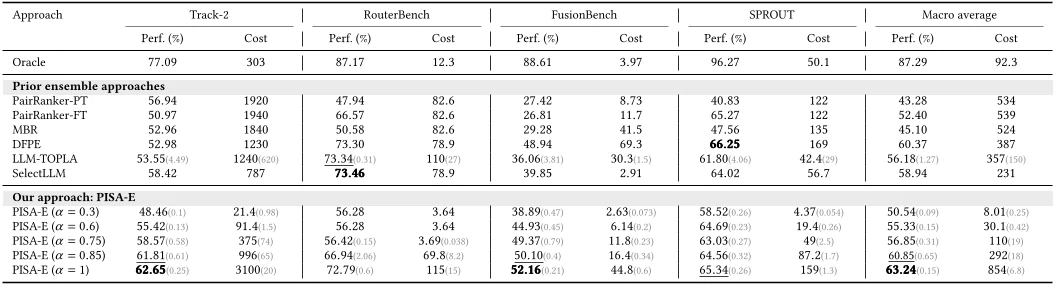 Approach Track-2 RouterBench FusionBench SPROUT Macro average
Perf. (%) Cost Perf. (%) Cost Perf. (%) Cost Perf. (%) Cost Perf. (%) Cost
Oracle 77.09 303 87.17 12.3 88.61 3.97 96.27 50.1 87.29 92.3
Prior ensemble approaches
PairRanker-PT 56.94 1920 47.94 82.6 27.42 8.73 40.83 122 43.28 534
PairRanker-FT 50.97 1940 66.57 82.6 26.81 11.7 65.27 122 52.40 539
MBR 52.96 1840 50.58 82.6 29.28 41.5 47.56 135 45.10 524
DFPE 52.98 1230 73.30 78.9 48.94 69.3 66.25 169 60.37 387
LLM-TOPLA 53.55(4.49) 1240(620) 73.34(0.31) 110(27) 36.06(3.81) 30.3(1.5) 61.80(4.06) 42.4(29) 56.18(1.27) 357(150)
SelectLLM 58.42 787 73.46 78.9 39.85 2.91 64.02 56.7 58.94 231
Our approach: PISA-E
PISA-E (α = 0.3) 48.46(0.1) 21.4(0.98) 56.28 3.64 38.89(0.47) 2.63(0.073) 58.52(0.26) 4.37(0.054) 50.54(0.09) 8.01(0.25)
PISA-E (α = 0.6) 55.42(0.13) 91.4(1.5) 56.28 3.64 44.93(0.45) 6.14(0.2) 64.69(0.23) 19.4(0.26) 55.33(0.15) 30.1(0.42)
PISA-E (α = 0.75) 58.57(0.58) 375(74) 56.42(0.15) 3.69(0.038) 49.37(0.79) 11.8(0.23) 63.03(0.27) 49(2.5) 56.85(0.31) 110(19)
PISA-E (α = 0.85) 61.81(0.61) 996(65) 66.94(2.06) 69.8(8.2) 50.10(0.4) 16.4(0.34) 64.56(0.32) 87.2(1.7) 60.85(0.65) 292(18)
PISA-E (α = 1) 62.65(0.25) 3100(20) 72.79(0.6) 115(15) 52.16(0.21) 44.8(0.6) 65.34(0.26) 159(1.3) 63.24(0.15) 854(6.8)